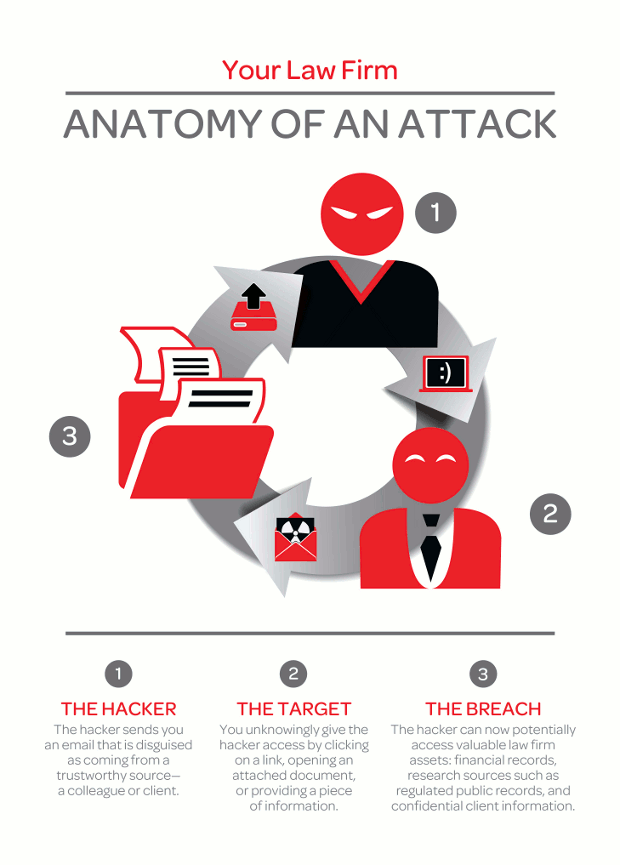 Your Law Firm
ANATOMY OF AN ATTACK
1
:)
3
2
1
THE HACKER
The hacker sends you
an email that is disguised
as coming from a
trustworthy source—
a colleague or client.
2
THE TARGET
You unknowingly give the
hacker access by clicking
on a link, opening an
attached document,
or providing a piece
of information.
3
THE BREACH
The hacker can now potentially
access valuable law firm
assets: financial records,
research sources such as
regulated public records, and
confidential client information.